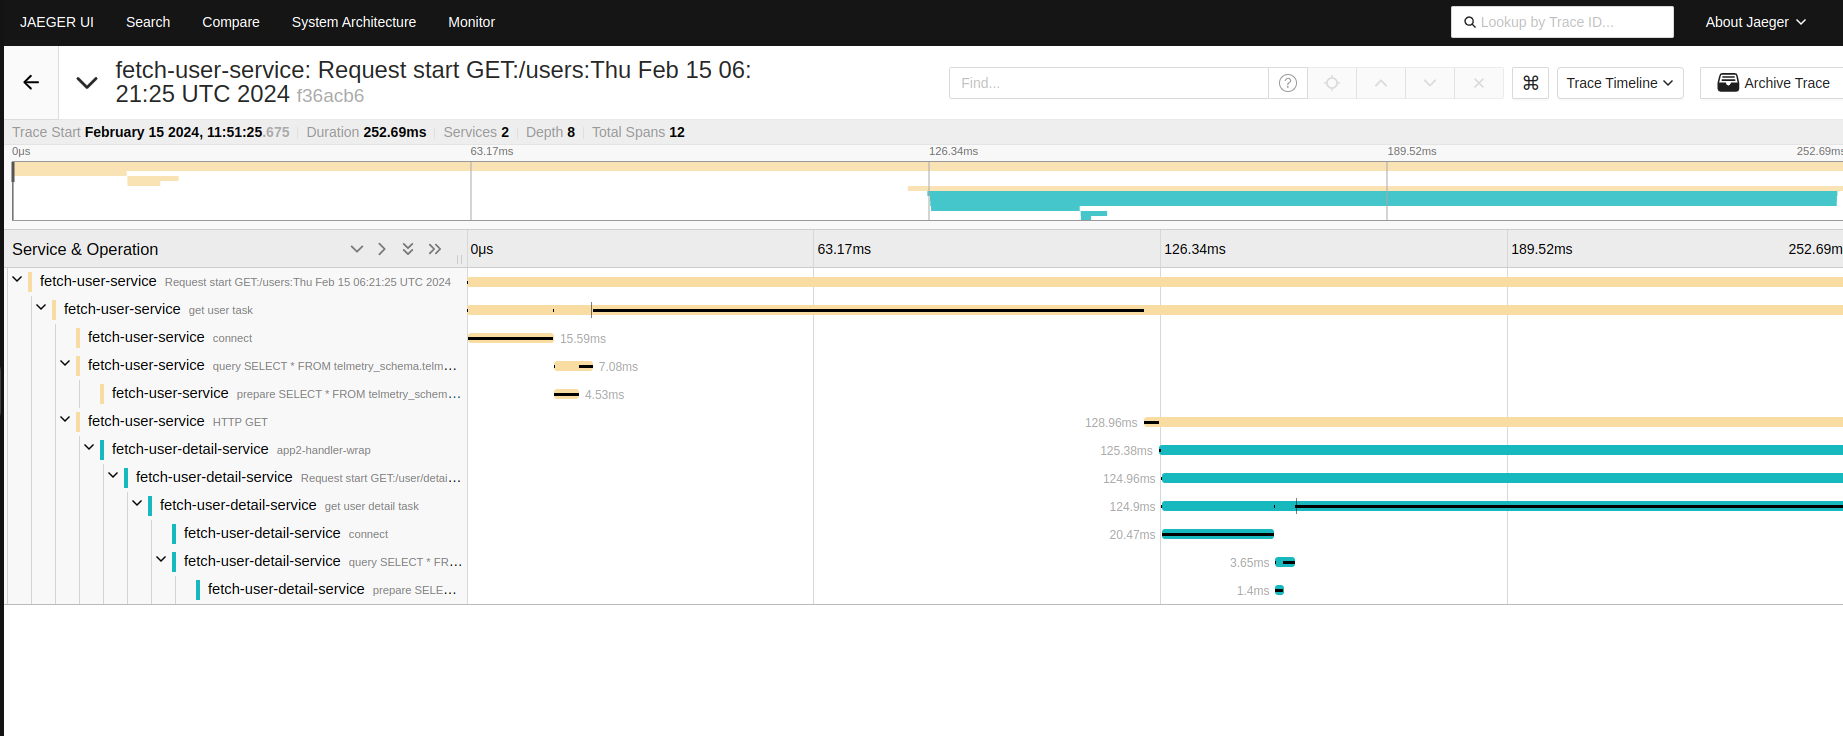 JAEGER UI Search Compare System Architecture Monitor Lookup by Trace ID... About Jaeger
fetch-user-service: Request start GET:/users:Thu Feb 15 06:
21:25 UTC 2024 f36acb6
Find... ? ⌘ Trace Timeline Archive Trace
Trace Start February 15 2024, 11:51:25.675 Duration 252.69ms Services 2 Depth 8 Total Spans 12
0μs 63.17ms 126.34ms 189.52ms 252.69ms
Service & Operation 0μs 63.17ms 126.34ms 189.52ms 252.69m
fetch-user-service Request start GET:/users:Thu Feb 15 06:21:25 UTC 2024
fetch-user-service get user task
fetch-user-service connect 15.59ms
fetch-user-service query SELECT * FROM telmetry_schema.telm... 7.08ms
fetch-user-service prepare SELECT * FROM telmetry_schem... 4.53ms
fetch-user-service HTTP GET 128.96ms
fetch-user-detail-service app2-handler-wrap 125.38ms
fetch-user-detail-service Request start GET:/user/detai... 124.96ms
fetch-user-detail-service get user detail task 124.9ms
fetch-user-detail-service connect 20.47ms
fetch-user-detail-service query SELECT * FR... 3.65ms
fetch-user-detail-service prepare SELE... 1.4ms